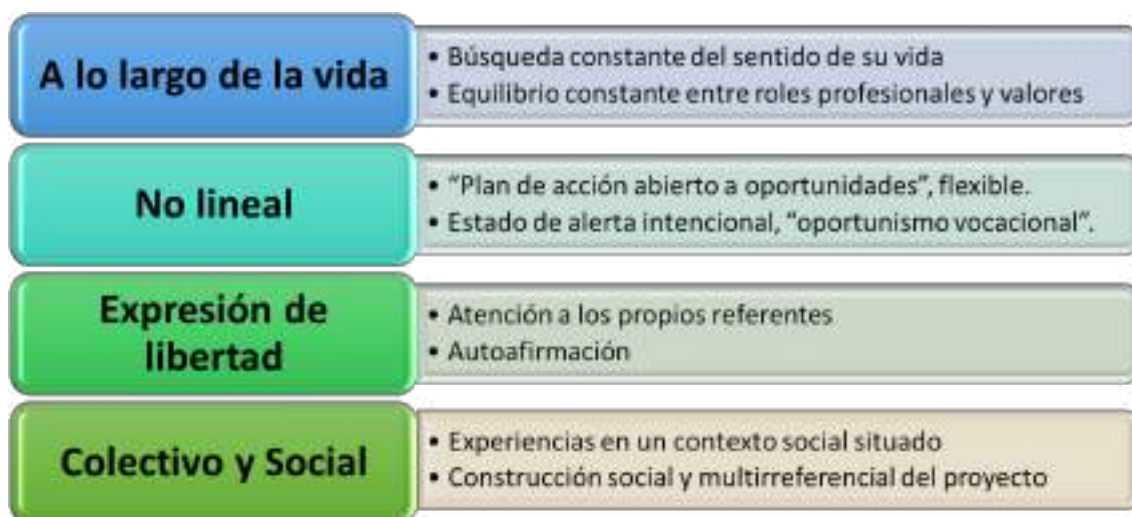 A lo largo de la vida
• Búsqueda constante del sentido de su vida
• Equilibrio constante entre roles profesionales y valores
No lineal
• “Plan de acción abierto a oportunidades”, flexible.
• Estado de alerta intencional, “oportunismo vocacional”.
Expresión de
libertad
• Atención a los propios referentes
• Autoafirmación
Colectivo y Social
• Experiencias en un contexto social situado
• Construcción social y multirreferencial del proyecto